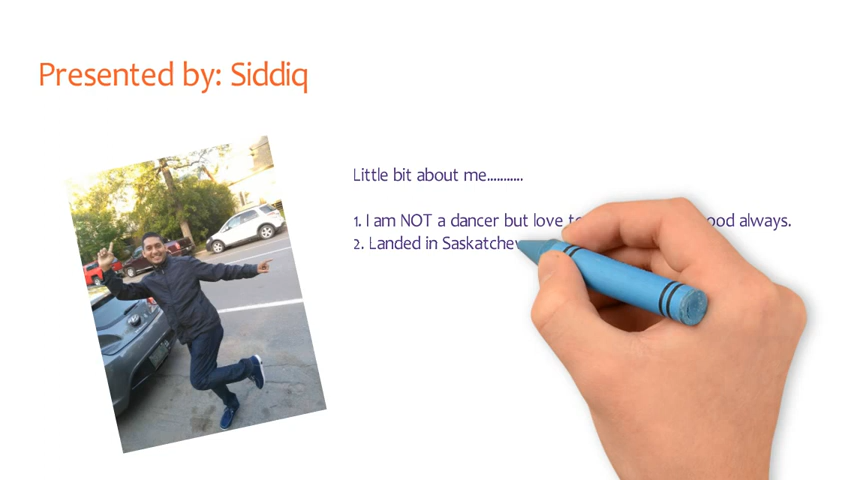 Presented by: Siddiq
Little bit about me...........
1. I am NOT a dancer but love to ood always.
2. Landed in Saskatchew